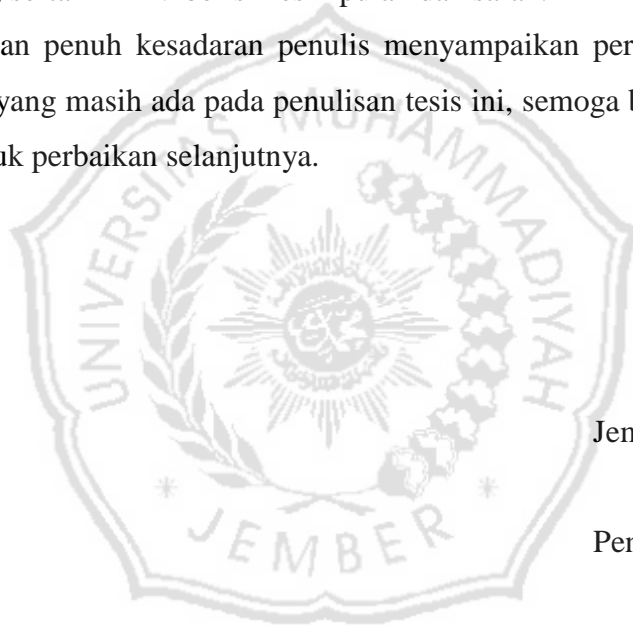 an penuh kesadaran penulis menyampaikan per
yang masih ada pada penulisan tesis ini, semoga b
uk perbaikan selanjutnya.
UNIVERSITAS MUHAMMADIYAH
Jem
* JEMBER *
Pen